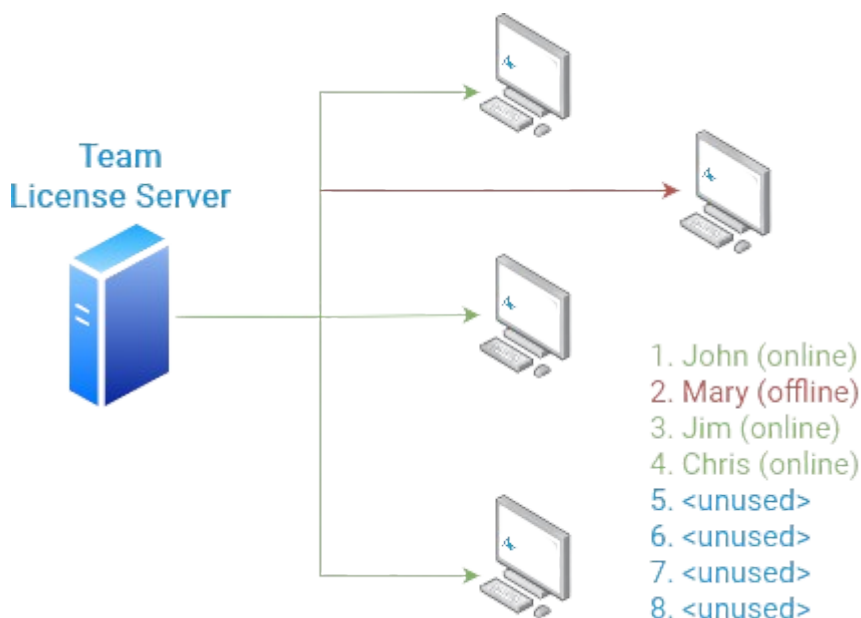 Team
License Server
1. John (online)
2. Mary (offline)
3. Jim (online)
4. Chris (online)
5. <unused>
6. <unused>
7. <unused>
8. <unused>